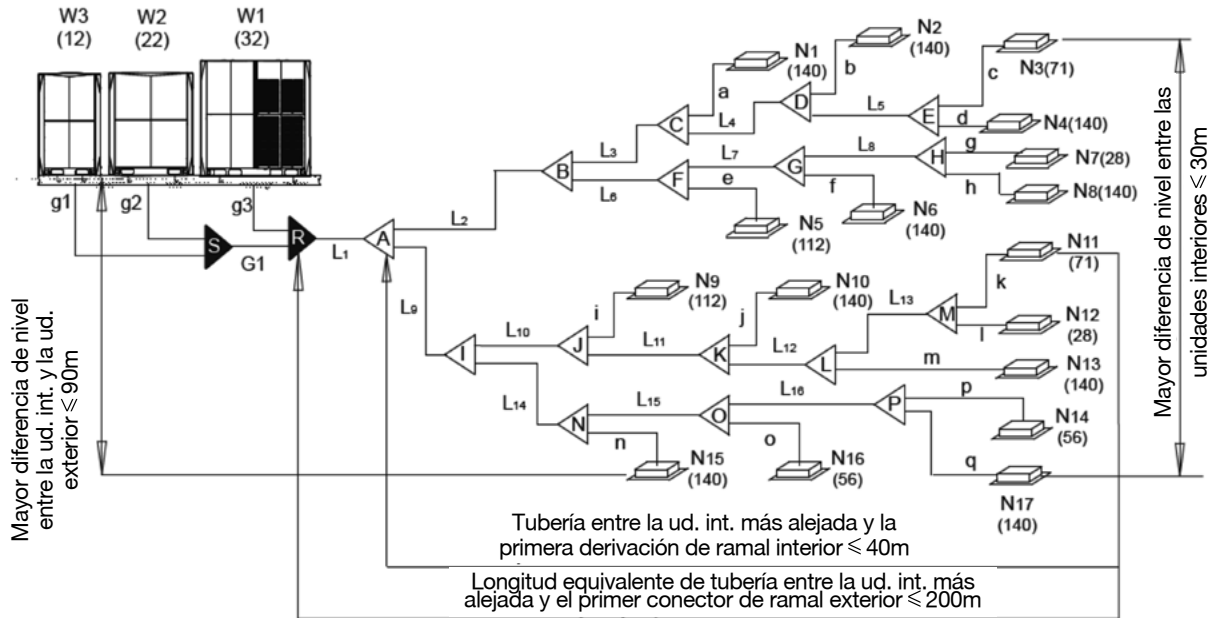 W3
(12)
W2
(22)
W1
(32)
g1
g2
g3
S
G1
R
L1
A
L2
B
L3
C
a
N1
(140)
L4
D
b
N2
(140)
L5
E
c
N3(71)
d
N4(140)
L6
F
e
N5
(112)
L7
G
f
N6
(140)
L8
H
g
N7(28)
h
N8(140)
L9
I
L10
J
i
N9
(112)
L11
K
j
N10
(140)
L12
L
L13
M
k
N11
(71)
l
N12
(28)
m
N13
(140)
L14
N
n
N15
(140)
L15
O
o
N16
(56)
L16
P
p
N14
(56)
q
N17
(140)
Mayor diferencia de nivel
entre la ud. int. y la ud.
exterior ⩽ 90m
Mayor diferencia de nivel entre las
unidades interiores ⩽ 30m
Tubería entre la ud. int. más alejada y la
primera derivación de ramal interior ⩽ 40m
Longitud equivalente de tubería entre la ud. int. más
alejada y el primer conector de ramal exterior ⩽ 200m